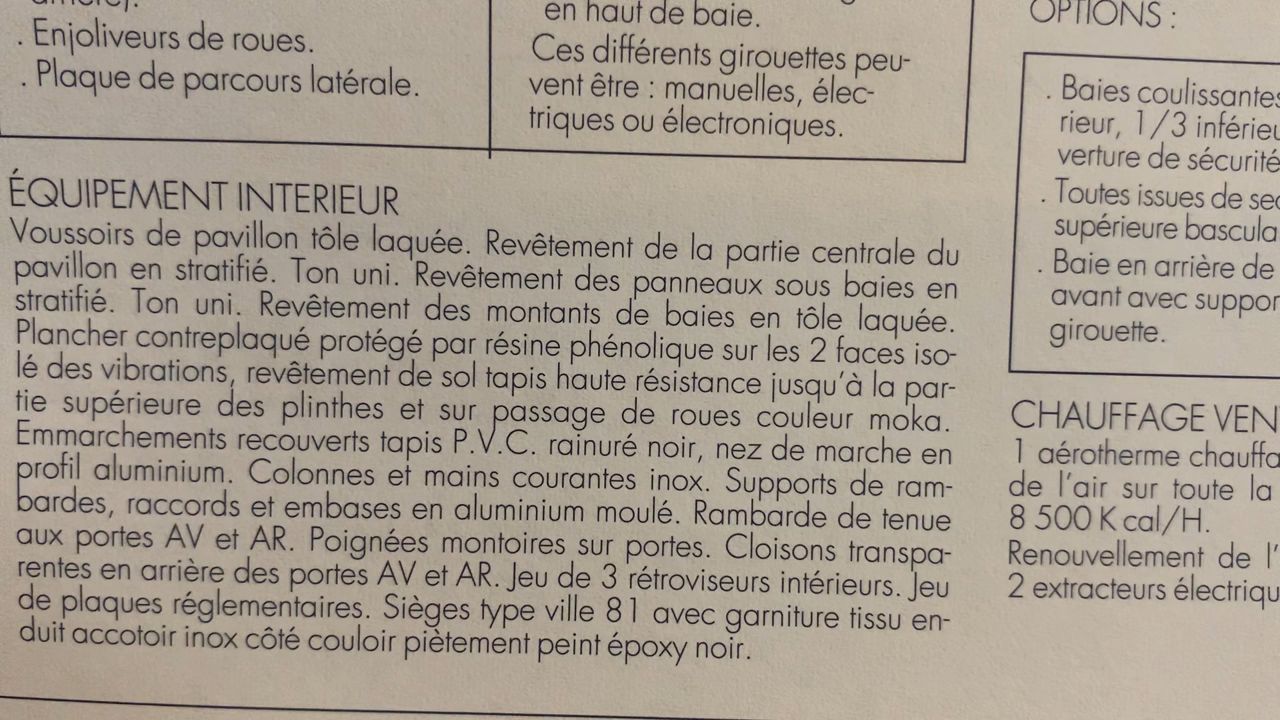 . Enjoliveurs de roues.
. Plaque de parcours latérale.
en haut de baie.
Ces différents girouettes peu-
vent être : manuelles, élec-
triques ou électroniques.
ÉQUIPEMENT INTERIEUR
Voussoirs de pavillon tôle laquée. Revêtement de la partie centrale du
pavillon en stratifié. Ton uni. Revêtement des panneaux sous baies en
stratifié. Ton uni. Revêtement des montants de baies en tôle laquée.
Plancher contreplaqué protégé par résine phénolique sur les 2 faces iso-
lé des vibrations, revêtement de sol tapis haute résistance jusqu'à la par-
tie supérieure des plinthes et sur passage de roues couleur moka.
Emmarchements recouverts tapis P.V.C. rainuré noir, nez de marche en
profil aluminium. Colonnes et mains courantes inox. Supports de ram-
bardes, raccords et embases en aluminium moulé. Rambarde de tenue
aux portes AV et AR. Poignées montoires sur portes. Cloisons transpa-
rentes en arrière des portes AV et AR. Jeu de 3 rétroviseurs intérieurs. Jeu
de plaques réglementaires. Sièges type ville 81 avec garniture tissu en-
duit accotoir inox côté couloir piètement peint époxy noir.
OPTIONS :
. Baies coulissantes
rieur, 1/3 inférieu
verture de sécurité
. Toutes issues de sec
supérieure bascula
. Baie en arrière de
avant avec suppor
girouette.
CHAUFFAGE VEN
1 aérotherme chauffa
de l'air sur toute la
8 500 K cal/H.
Renouvellement de l'
2 extracteurs électriqu